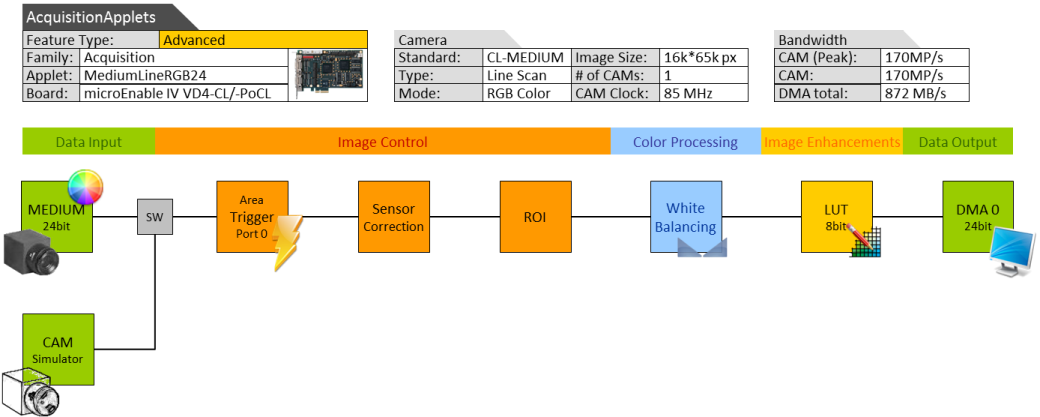 AcquisitionApplets
Feature Type: Advanced
Family: Acquisition
Applet: MediumLineRGB24
Board: microEnable IV VD4-CL/-PoCL
Camera
Standard: CL-MEDIUM Image Size: 16k*65k px
Type: Line Scan # of CAMs: 1
Mode: RGB Color CAM Clock: 85 MHz
Bandwidth
CAM (Peak): 170MP/s
CAM: 170MP/s
DMA total: 872 MB/s
Data Input Image Control Color Processing Image Enhancements Data Output
MEDIUM
24bit
SW
Area
Trigger
Port 0
Sensor
Correction
ROI
White
Balancing
LUT
8bit
DMA 0
24bit
CAM
Simulator